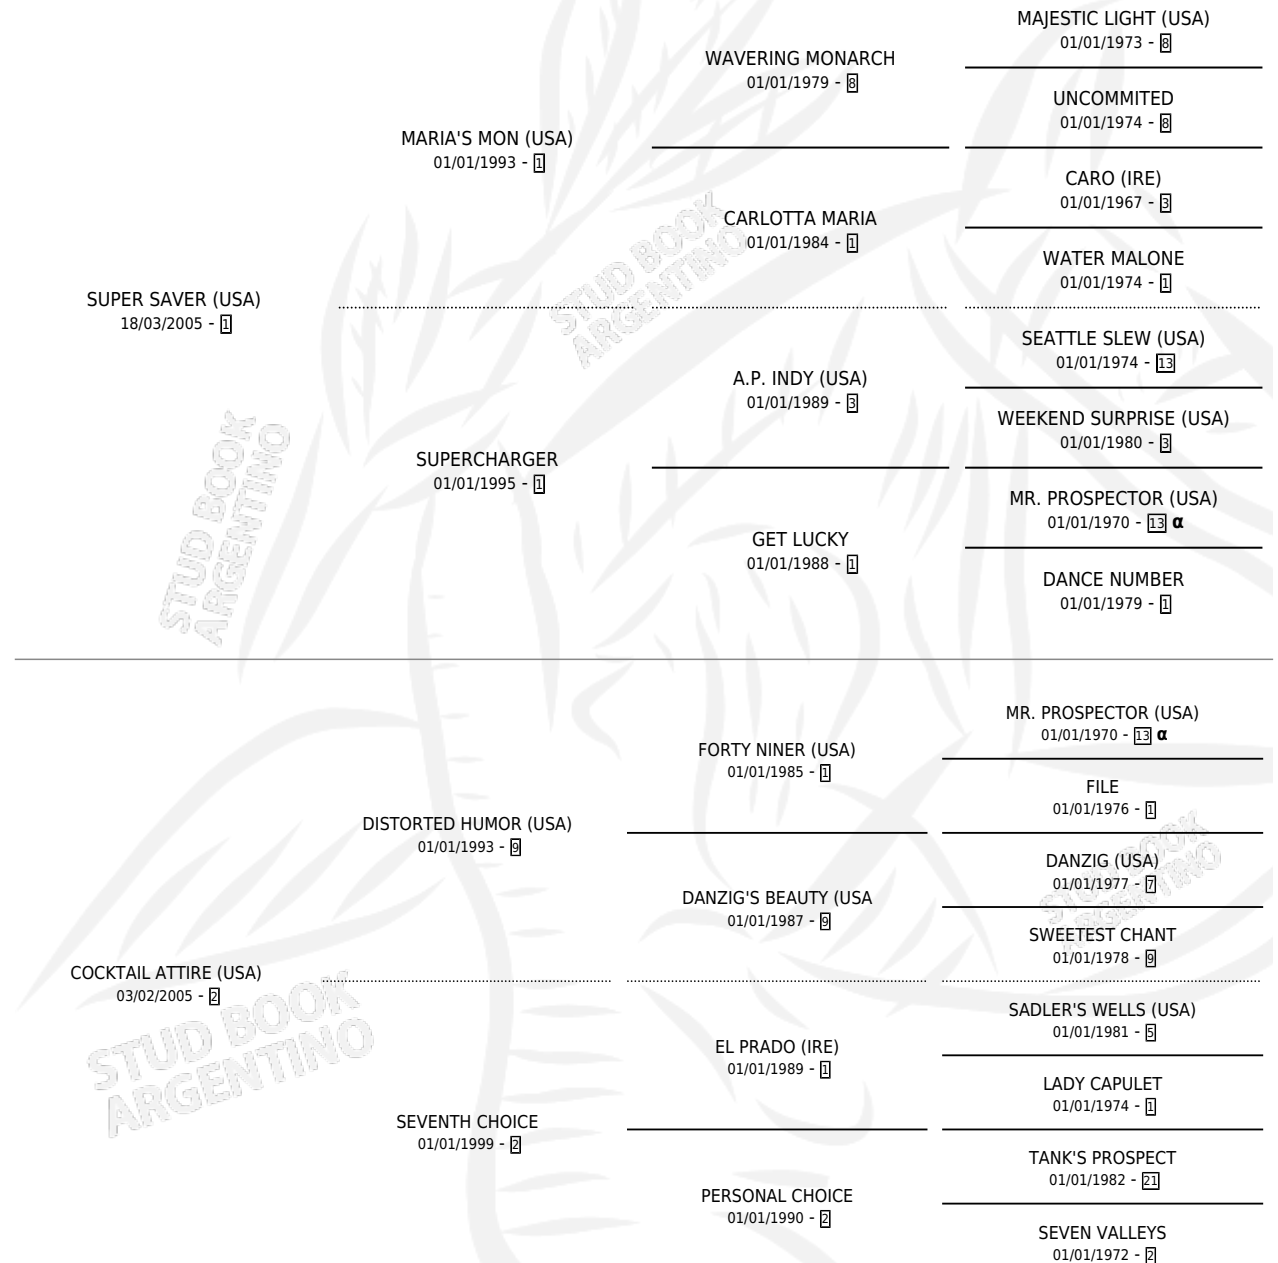 MAJESTIC LIGHT (USA)
01/01/1973 - 8
WAVERING MONARCH
01/01/1979 - 8
UNCOMMITED
01/01/1974 - 8
MARIA'S MON (USA)
01/01/1993 - 1
CARO (IRE)
01/01/1967 - 3
CARLOTTA MARIA
01/01/1984 - 1
WATER MALONE
01/01/1974 - 1
SUPER SAVER (USA)
18/03/2005 - 1
STUD BOOK
ARGENTINO
SEATTLE SLEW (USA)
01/01/1974 - 13
A.P. INDY (USA)
01/01/1989 - 3
WEEKEND SURPRISE (USA)
01/01/1980 - 3
SUPERCHARGER
01/01/1995 - 1
MR. PROSPECTOR (USA)
01/01/1970 - 13 α
GET LUCKY
01/01/1988 - 1
DANCE NUMBER
01/01/1979 - 1
STUD BOOK
ARGENTINO
MR. PROSPECTOR (USA)
01/01/1970 - 13 α
FORTY NINER (USA)
01/01/1985 - 1
FILE
01/01/1976 - 1
DISTORTED HUMOR (USA)
01/01/1993 - 9
DANZIG (USA)
01/01/1977 - 7
DANZIG'S BEAUTY (USA
01/01/1987 - 9
SWEETEST CHANT
01/01/1978 - 9
STUD BOOK
ARGENTINO
COCKTAIL ATTIRE (USA)
03/02/2005 - 2
STUD BOOK
ARGENTINO
SADLER'S WELLS (USA)
01/01/1981 - 5
EL PRADO (IRE)
01/01/1989 - 1
LADY CAPULET
01/01/1974 - 1
SEVENTH CHOICE
01/01/1999 - 2
TANK'S PROSPECT
01/01/1982 - 21
PERSONAL CHOICE
01/01/1990 - 2
SEVEN VALLEYS
01/01/1972 - 2